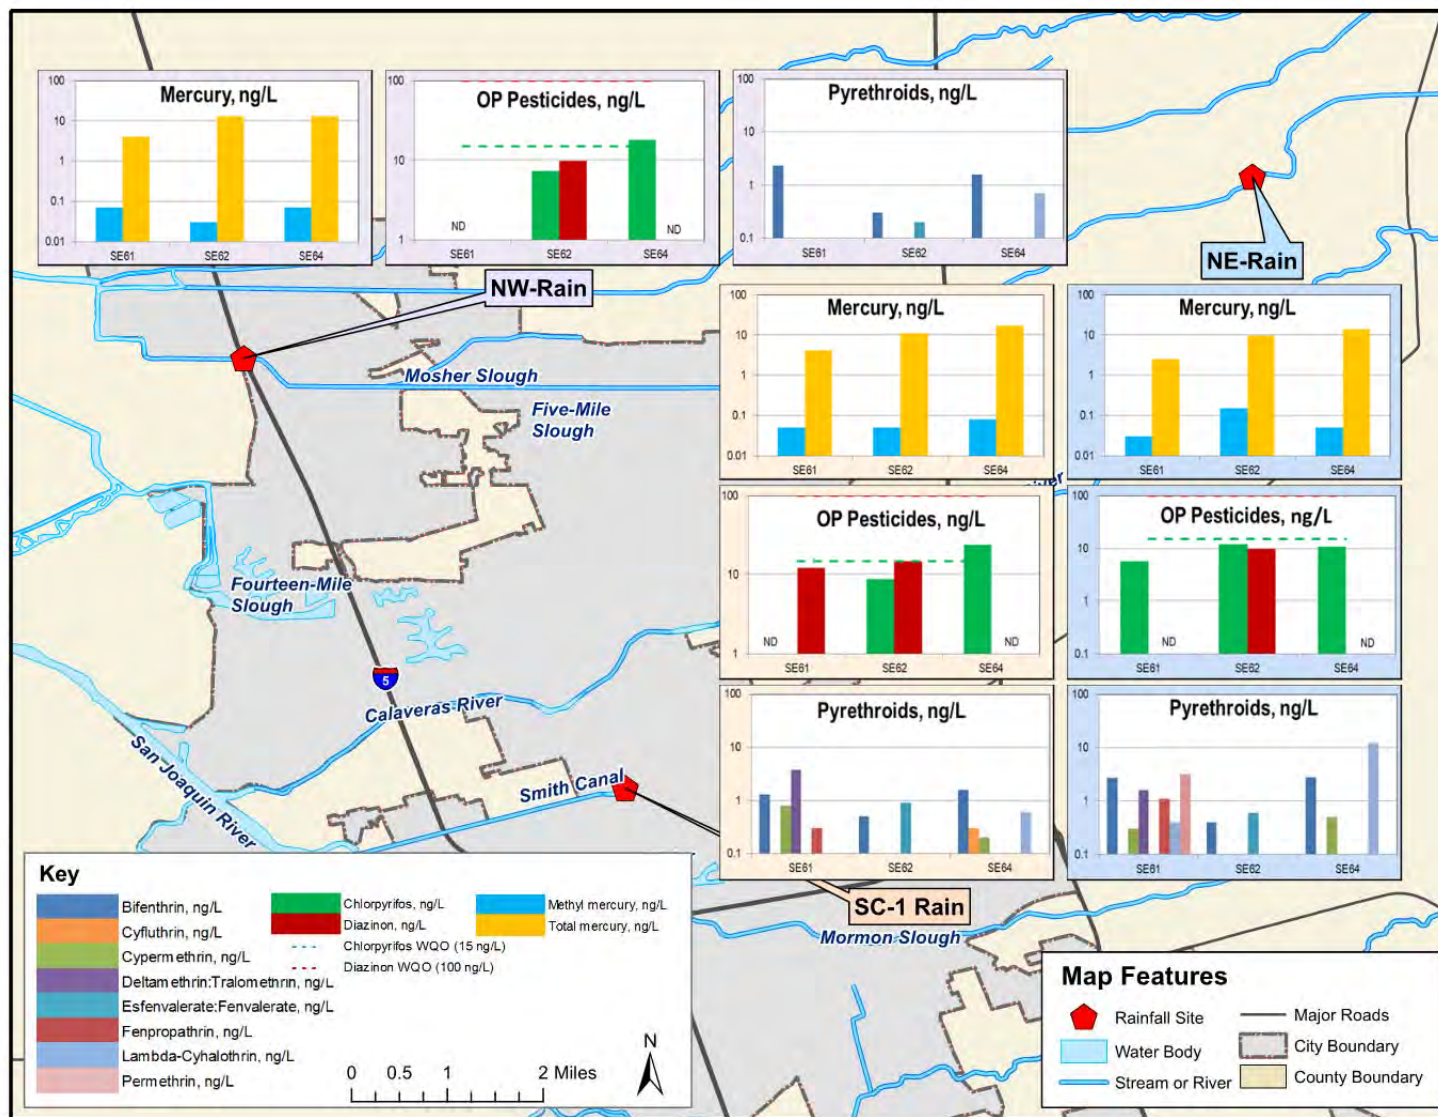 Mercury, ng/L
100
10
1
0.1
0.01
SE61
SE62
SE64
OP Pesticides, ng/L
100
10
1
ND
ND
SE61
SE62
SE64
Pyrethroids, ng/L
100
10
1
0.1
SE61
SE62
SE64
NE-Rain
NW-Rain
Mercury, ng/L
100
10
1
0.1
0.01
SE61
SE62
SE64
Mercury, ng/L
100
10
1
0.1
0.01
SE61
SE62
SE64
Mosher Slough
Five-Mile
Slough
OP Pesticides, ng/L
100
10
1
ND
ND
SE61
SE62
SE64
OP Pesticides, ng/L
100
10
1
0.1
ND
ND
SE61
SE62
SE64
Fourteen-Mile
Slough
5
Calaveras River
San Joaquin River
Smith Canal
Pyrethroids, ng/L
100
10
1
0.1
SE61
SE62
SE64
Pyrethroids, ng/L
100
10
1
0.1
SE61
SE62
SE64
SC-1 Rain
Mormon Slough
Key
Bifenthrin, ng/L
Cyfluthrin, ng/L
Cypermethrin, ng/L
Deltamethrin:Tralomethrin, ng/L
Esfenvalerate:Fenvalerate, ng/L
Fenpropathrin, ng/L
Lambda-Cyhalothrin, ng/L
Permethrin, ng/L
Chlorpyrifos, ng/L
Diazinon, ng/L
Chlorpyrifos WQO (15 ng/L)
Diazinon WQO (100 ng/L)
Methyl mercury, ng/L
Total mercury, ng/L
0 0.5 1 2 Miles
N
Map Features
Rainfall Site
Water Body
Stream or River
Major Roads
City Boundary
County Boundary